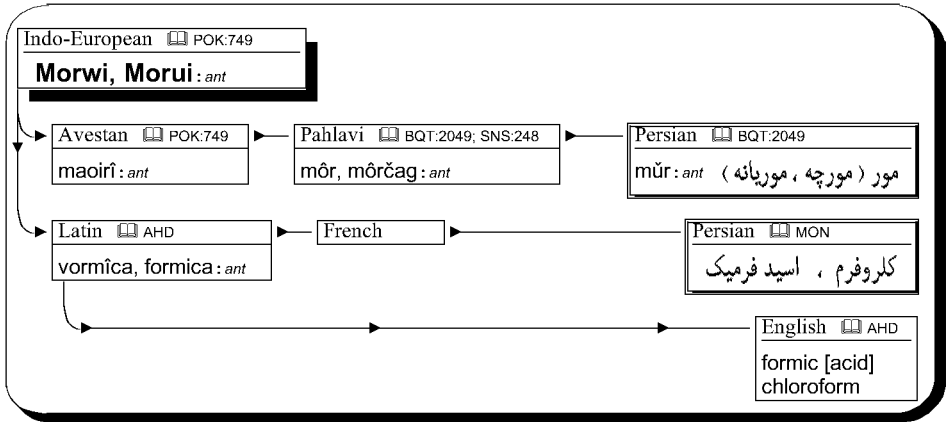 Indo-European POK:749
Morwi, Morui : ant
Avestan POK:749
maoirî : ant
Pahlavi BQT:2049; SNS:248
môr, môrčag : ant
Persian BQT:2049
mŭr : ant مور ( مورچه ، موریانه )
Latin AHD
vormîca, formica : ant
French
Persian MON
کلروفرم ، اسید فرمیک
English AHD
formic [acid]
chloroform